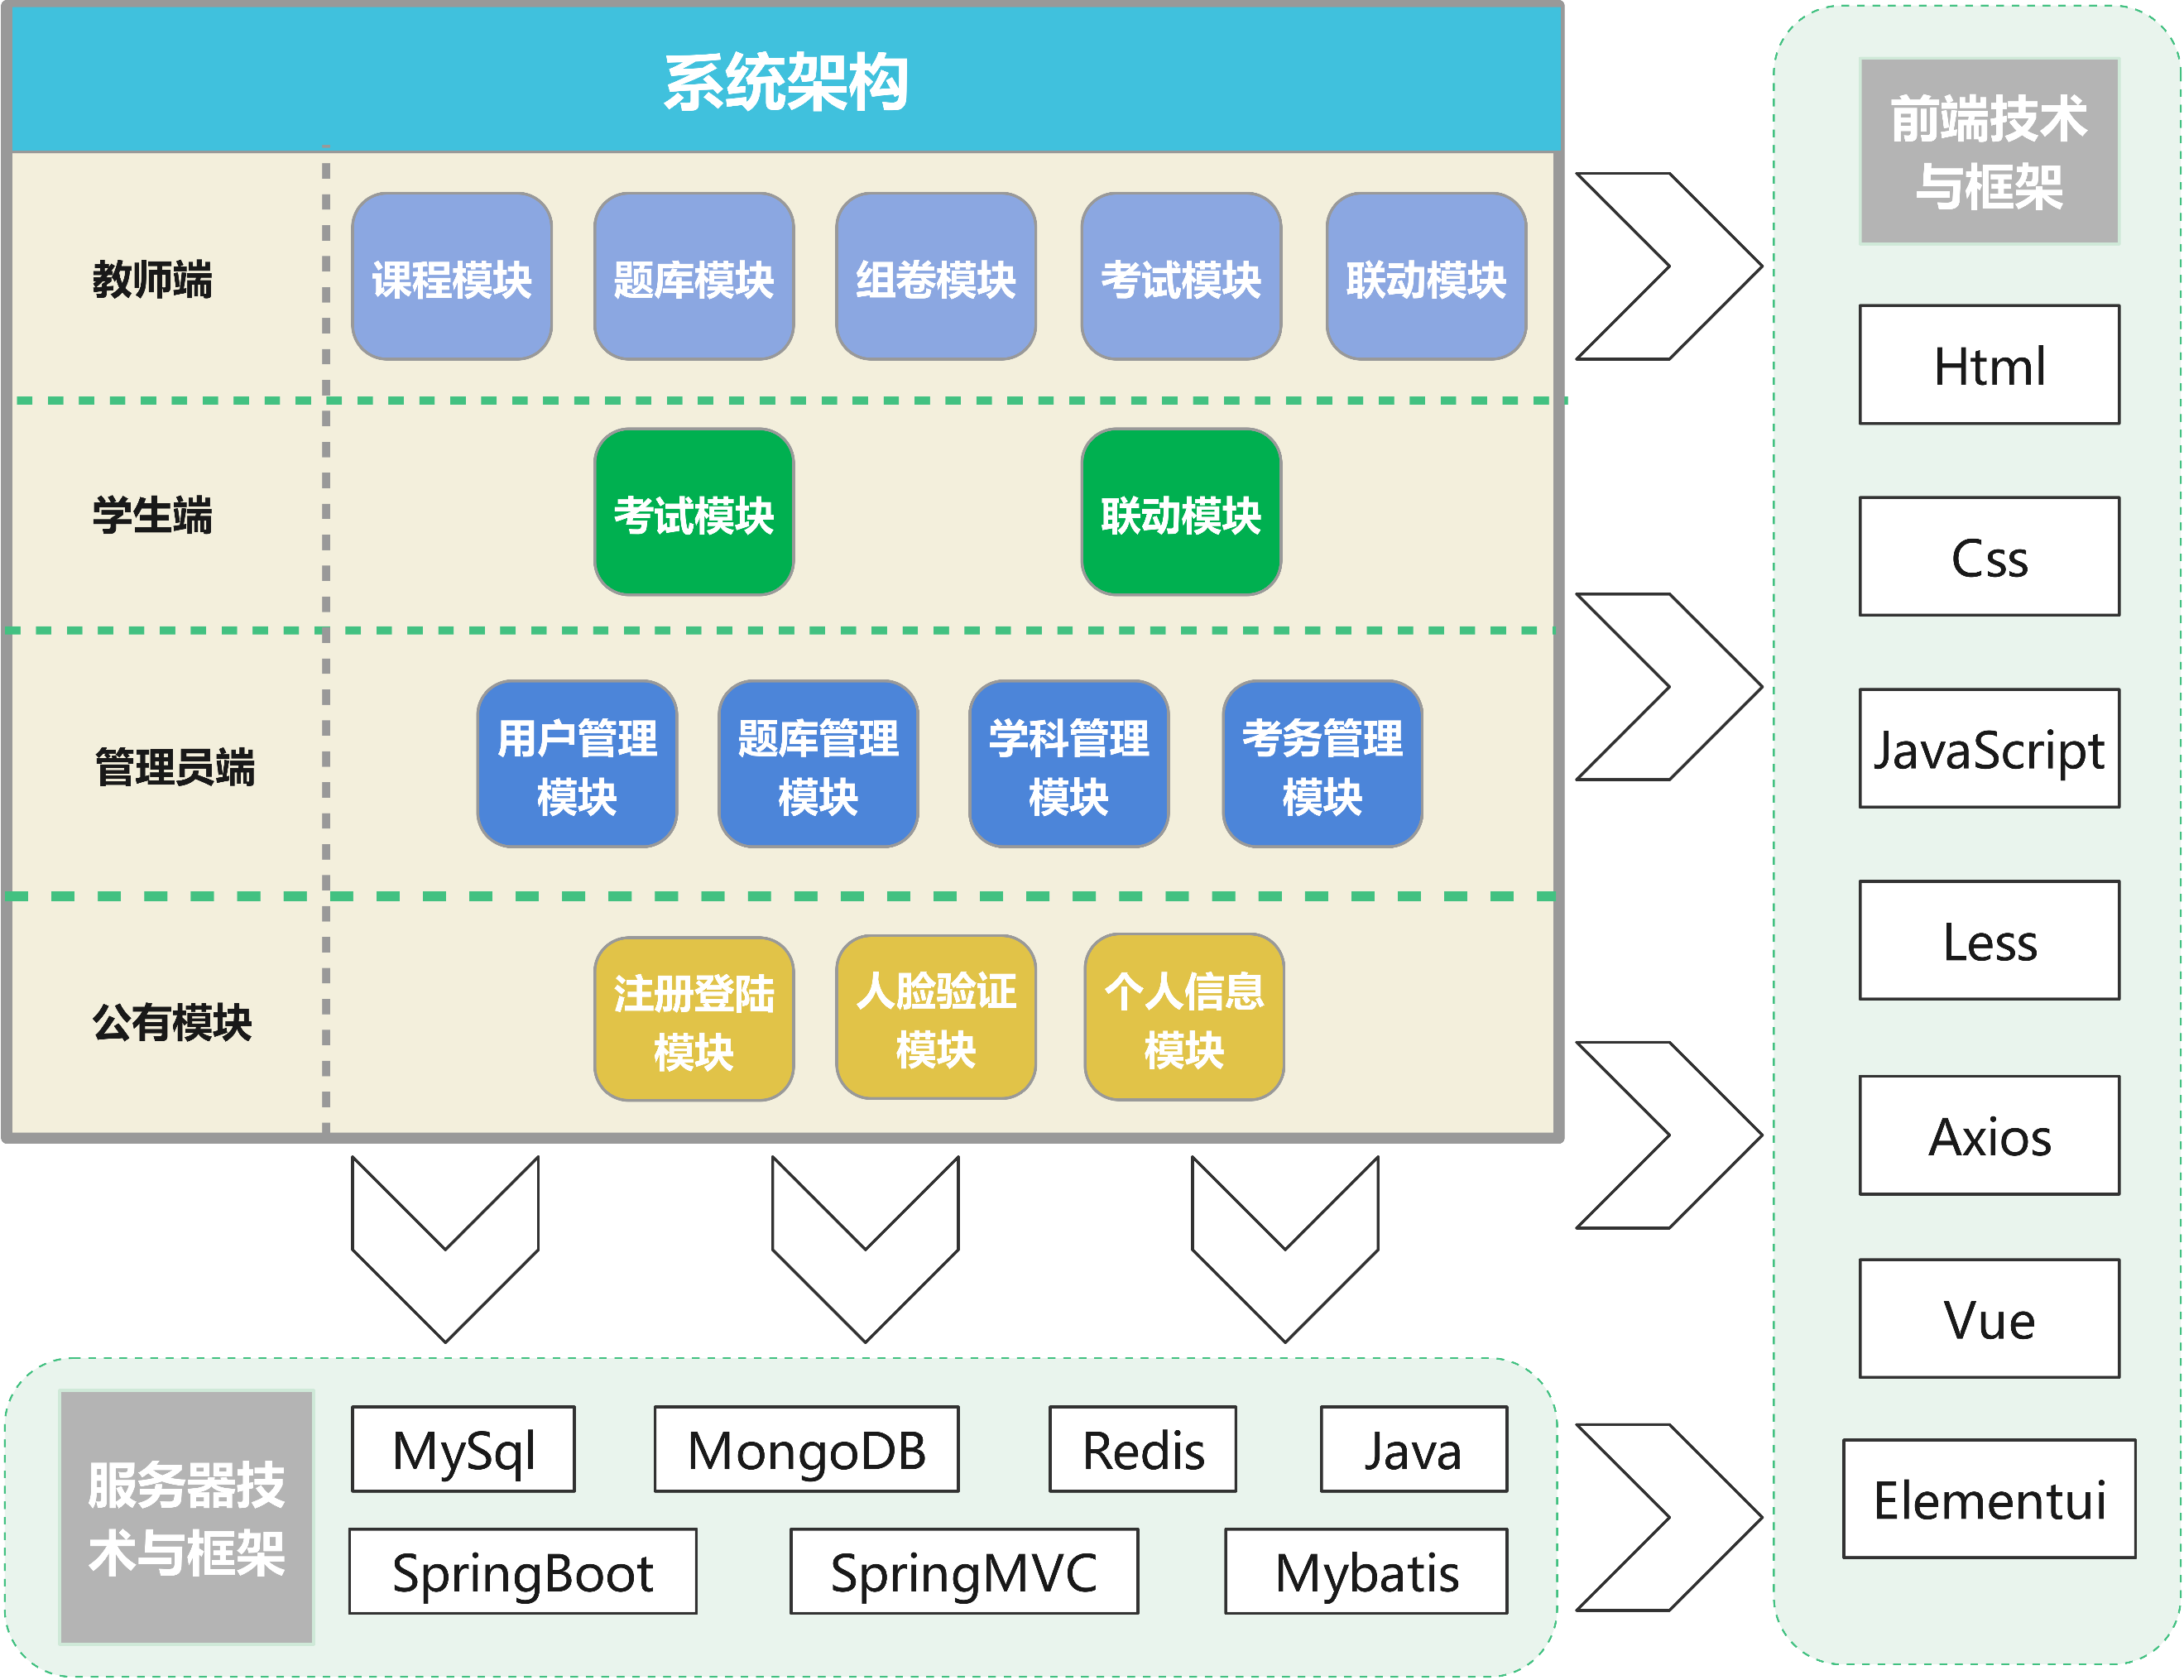 系统架构
教师端
课程模块
题库模块
组卷模块
考试模块
联动模块
学生端
考试模块
联动模块
管理员端
用户管理
模块
题库管理
模块
学科管理
模块
考务管理
模块
公有模块
注册登陆
模块
人脸验证
模块
个人信息
模块
前端技术
与框架
Html
Css
JavaScript
Less
Axios
Vue
Elementui
服务器技
术与框架
MySql
MongoDB
Redis
Java
SpringBoot
SpringMVC
Mybatis